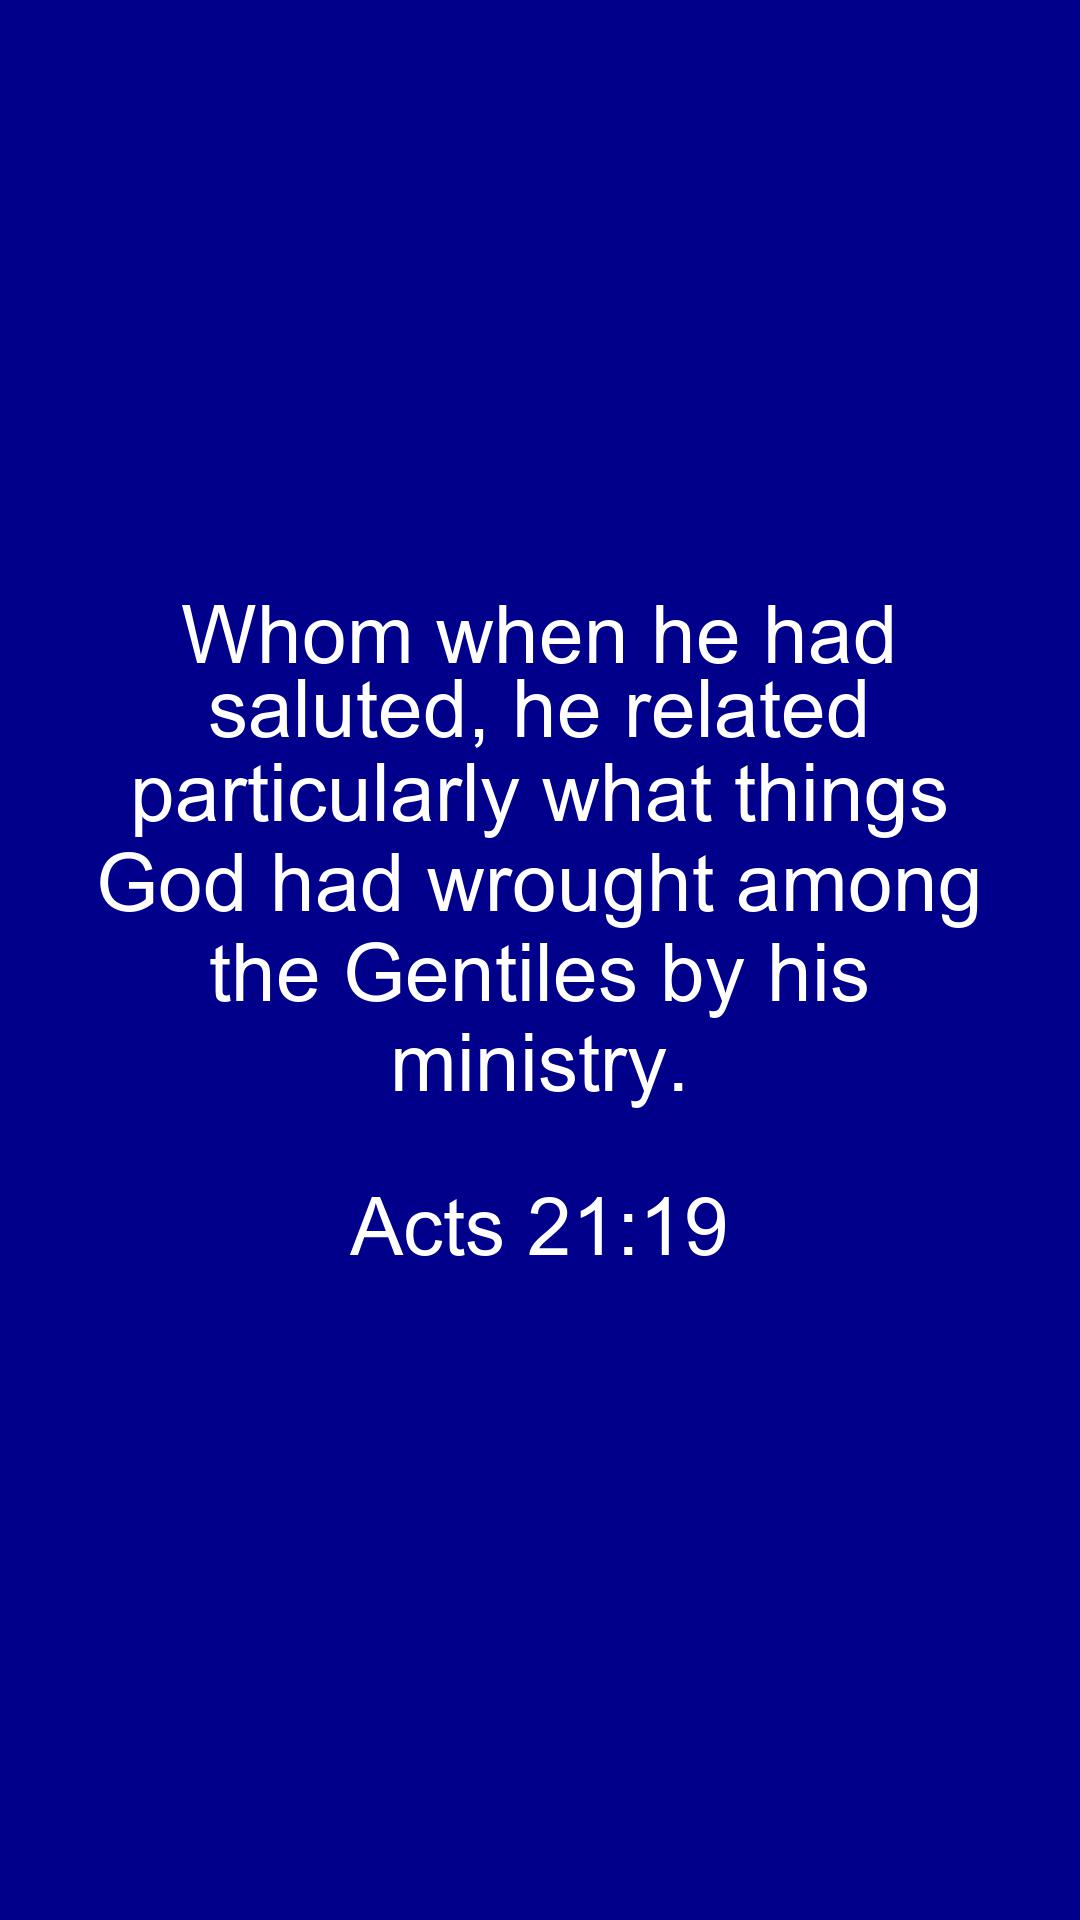 Whom when he had
saluted, he related
particularly what things
God had wrought among
the Gentiles by his
ministry.
Acts 21:19